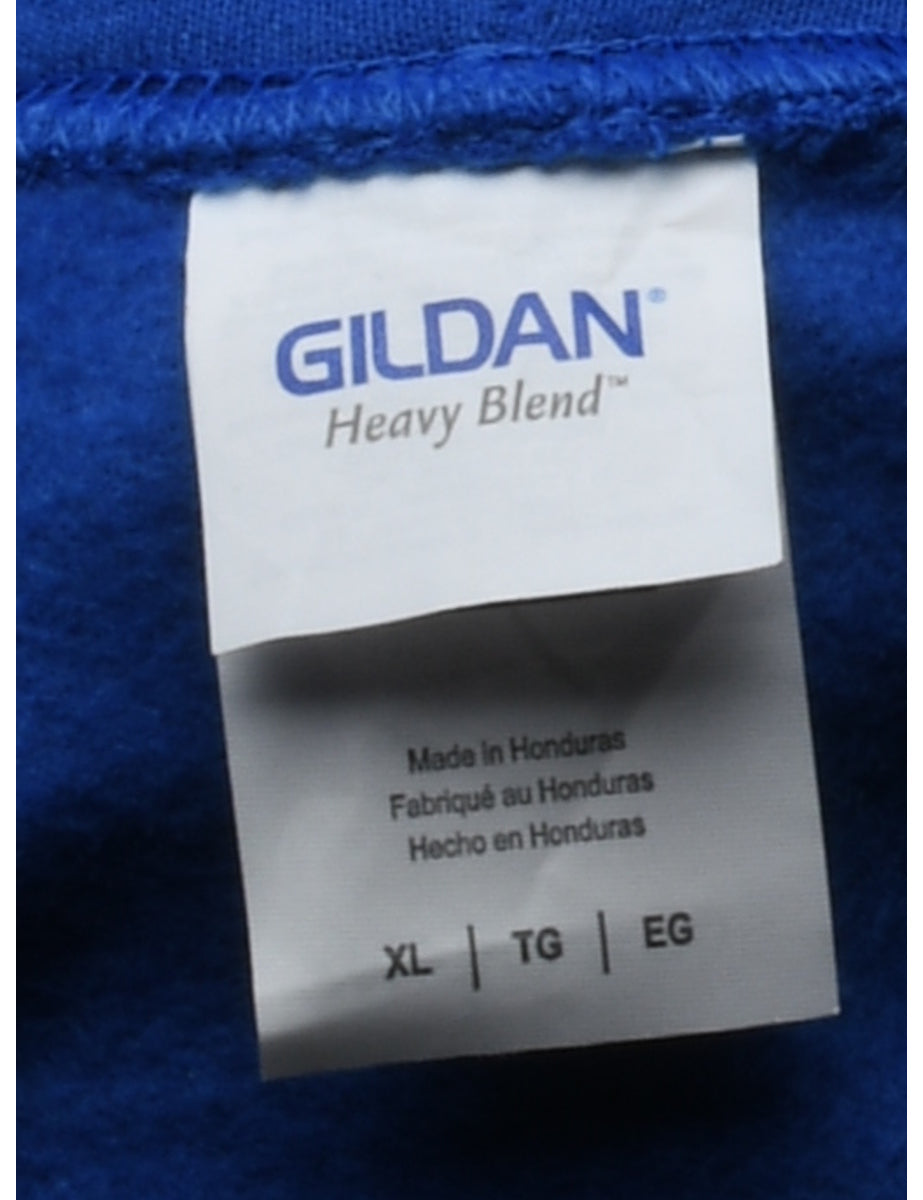 GILDAN®
Heavy Blend™
Made in Honduras
Fabriqué au Honduras
Hecho en Honduras
XL | TG | EG